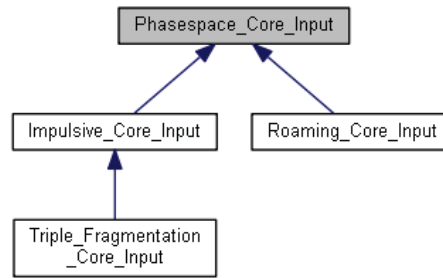 Phasespace_Core_Input
Impulsive_Core_Input
Roaming_Core_Input
Triple_Fragmentation
_Core_Input